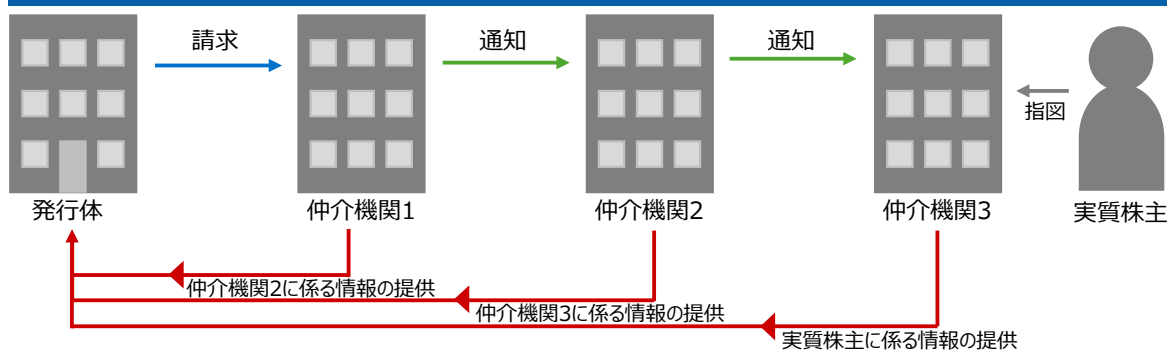 請求
通知
通知
指図
発行体
仲介機関1
仲介機関2
仲介機関3
実質株主
仲介機関2に係る情報の提供
仲介機関3に係る情報の提供
実質株主に係る情報の提供